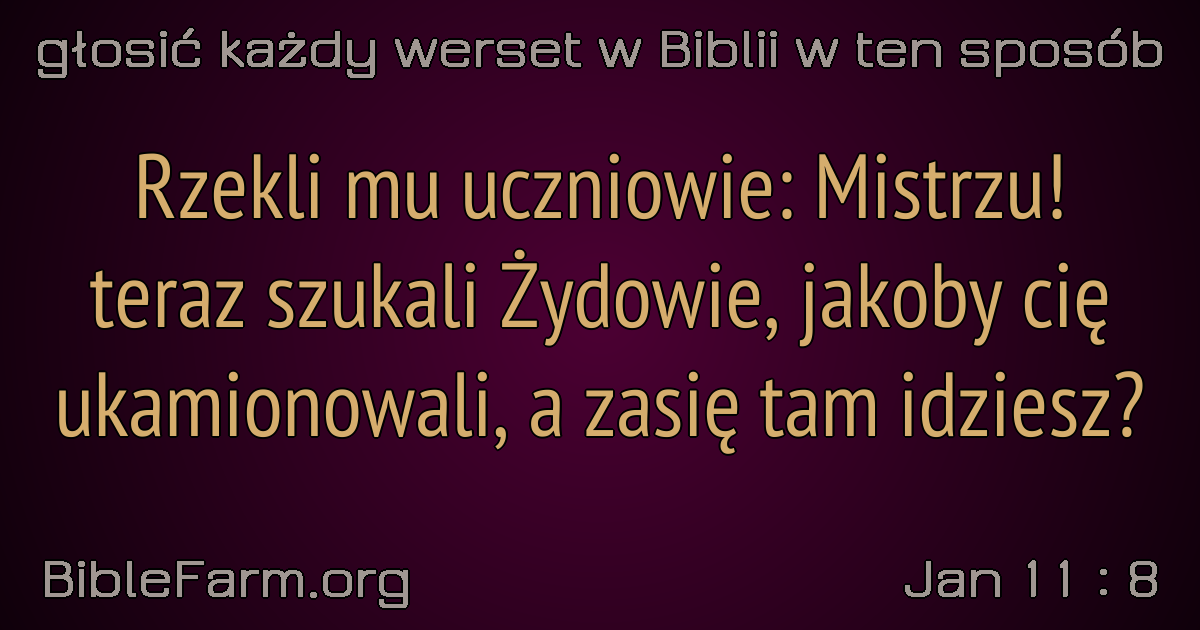 głosić każdy werset w Biblii w ten sposób
Rzekli mu uczniowie: Mistrzu!
teraz szukali Żydowie, jakoby cię
ukamionowali, a zasię tam idziesz?
BibleFarm.org
Jan 11 : 8